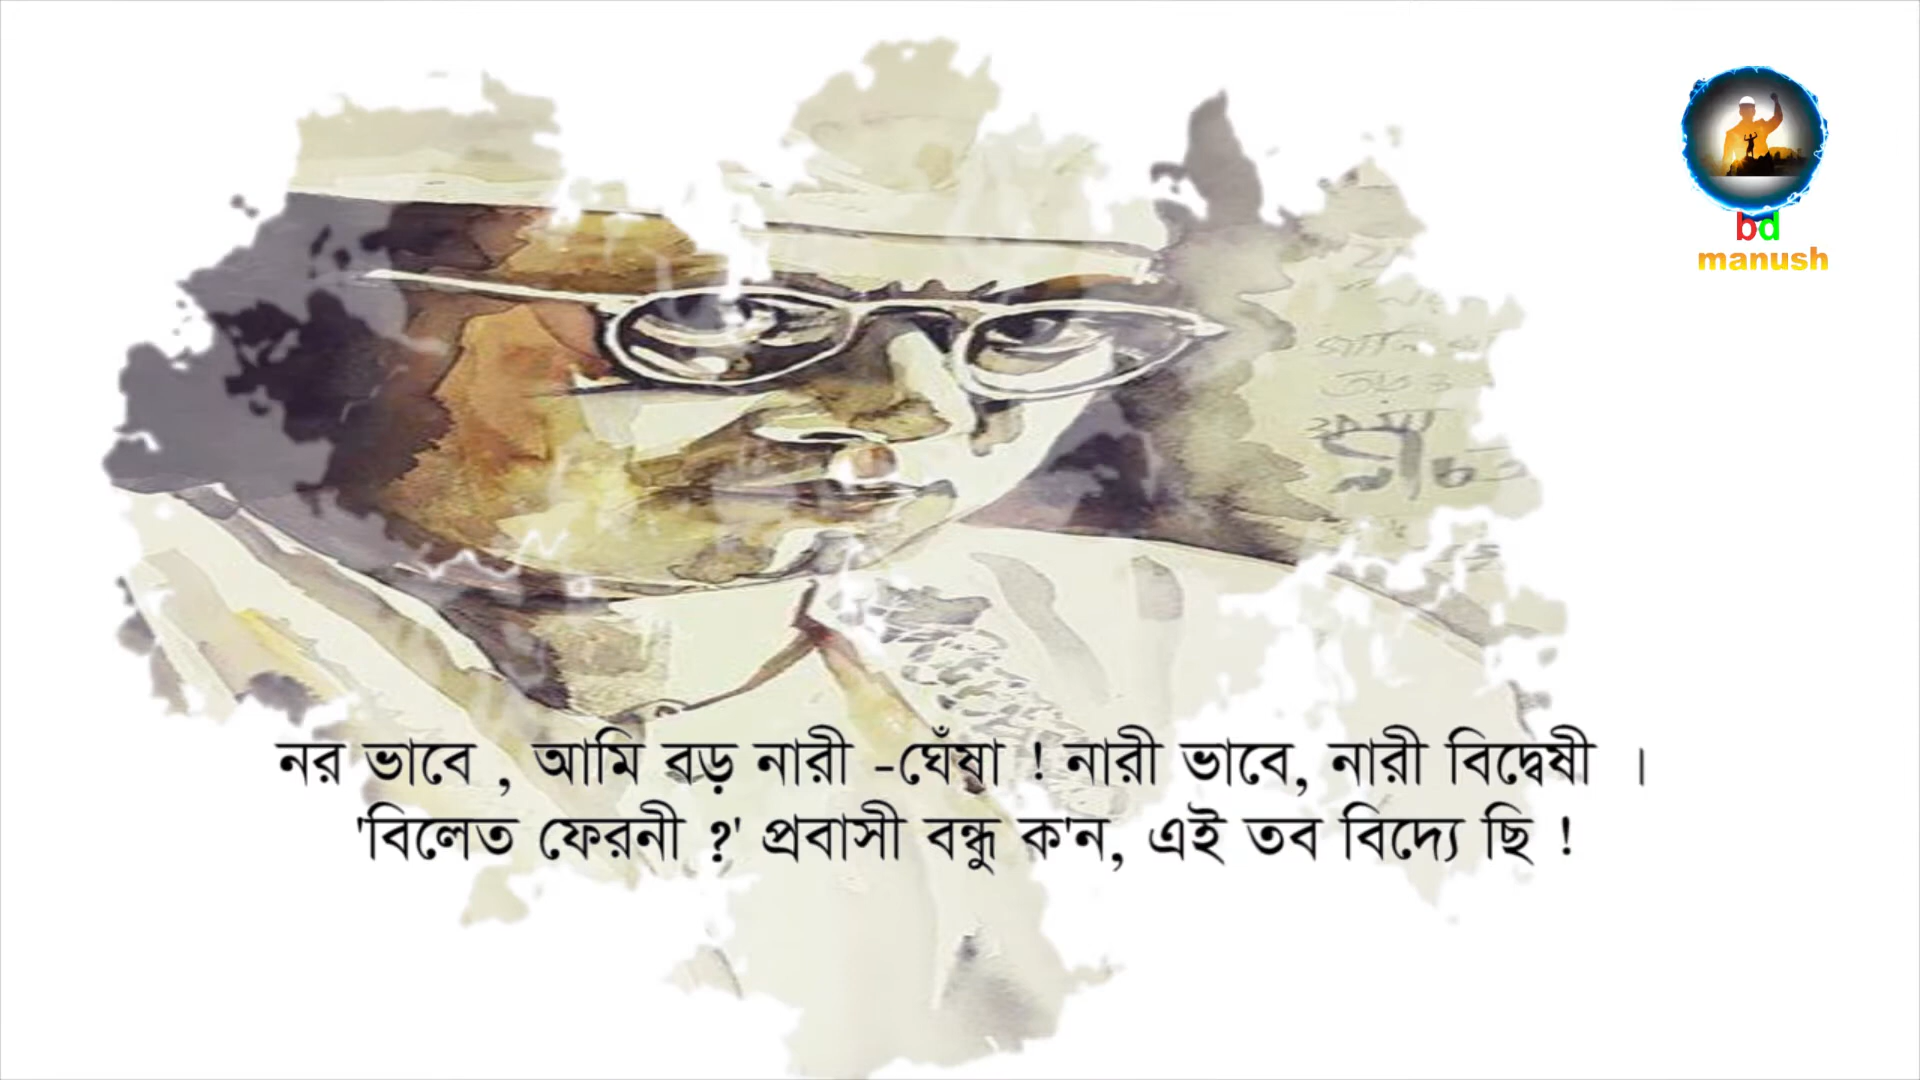 bd
manush
নর ভাবে , আমি বড় নারী -ঘেঁষা ! নারী ভাবে, নারী বিদ্বেষী ।
'বিলেত ফেরনী ?' প্রবাসী বন্ধু ক'ন, এই তব বিদ্যে ছি !